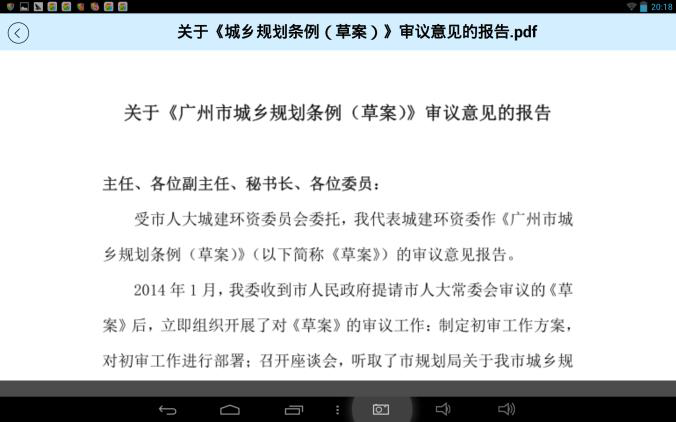 20:18
关于《城乡规划条例（草案）》审议意见的报告.pdf
关于《广州市城乡规划条例（草案）》审议意见的报告
主任、各位副主任、秘书长、各位委员：
受市人大城建环资委员会委托，我代表城建环资委作《广州市城
乡规划条例（草案）》（以下简称《草案》）的审议意见报告。
2014 年 1 月，我委收到市人民政府提请市人大常委会审议的《草
案》后，立即组织开展了对《草案》的审议工作：制定初审工作方案，
对初审工作进行部署；召开座谈会，听取了市规划局关于我市城乡规